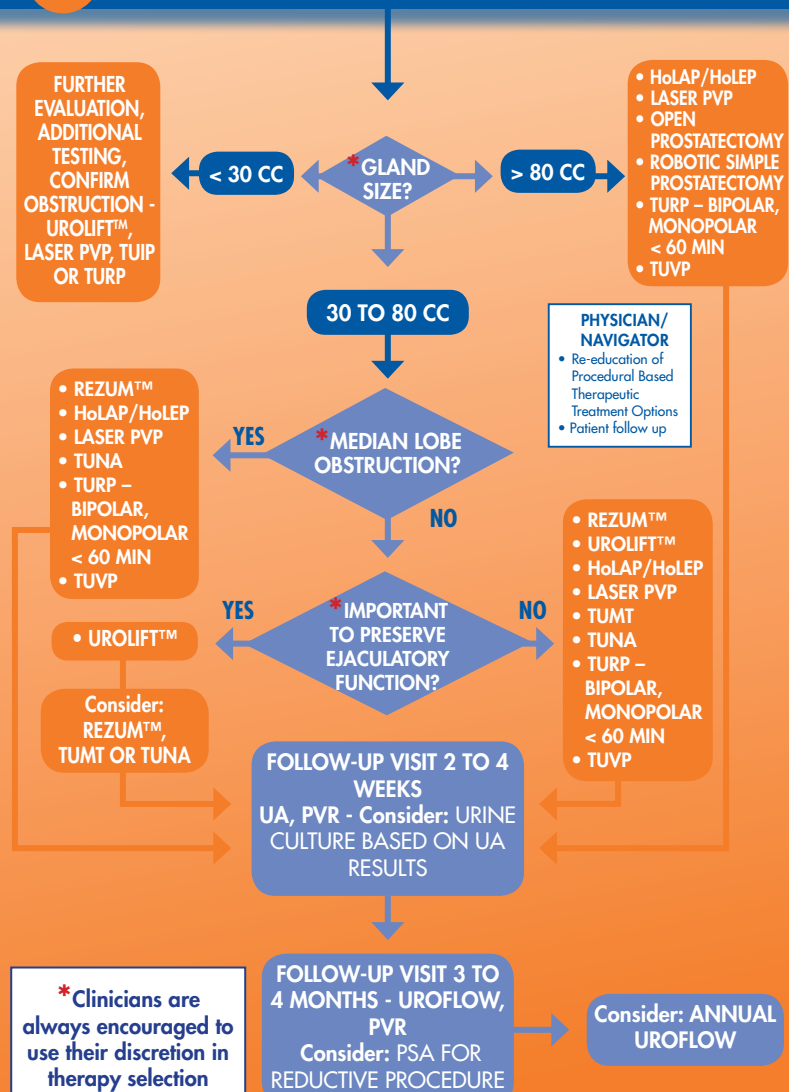 FURTHER
EVALUATION,
ADDITIONAL
TESTING,
CONFIRM
OBSTRUCTION -
UROLIFT™,
LASER PVP, TUIP
OR TURP
< 30 CC
*GLAND
SIZE?
> 80 CC
• HoLAP/HoLEP
• LASER PVP
• OPEN
PROSTATECTOMY
• ROBOTIC SIMPLE
PROSTATECTOMY
• TURP – BIPOLAR,
MONOPOLAR
< 60 MIN
• TUVP
30 TO 80 CC
PHYSICIAN/
NAVIGATOR
• Re-education of
Procedural Based
Therapeutic
Treatment Options
• Patient follow up
• REZUM™
• HoLAP/HoLEP
• LASER PVP
• TUNA
• TURP –
BIPOLAR,
MONOPOLAR
< 60 MIN
• TUVP
YES
*MEDIAN LOBE
OBSTRUCTION?
NO
YES
*IMPORTANT
TO PRESERVE
EJACULATORY
FUNCTION?
NO
• UROLIFT™
Consider:
REZUM™,
TUMT OR TUNA
• REZUM™
• UROLIFT™
• HoLAP/HoLEP
• LASER PVP
• TUMT
• TUNA
• TURP –
BIPOLAR,
MONOPOLAR
< 60 MIN
• TUVP
FOLLOW-UP VISIT 2 TO 4
WEEKS
UA, PVR - Consider: URINE
CULTURE BASED ON UA
RESULTS
FOLLOW-UP VISIT 3 TO
4 MONTHS - UROFLOW,
PVR
Consider: PSA FOR
REDUCTIVE PROCEDURE
Consider: ANNUAL
UROFLOW
*Clinicians are
always encouraged to
use their discretion in
therapy selection